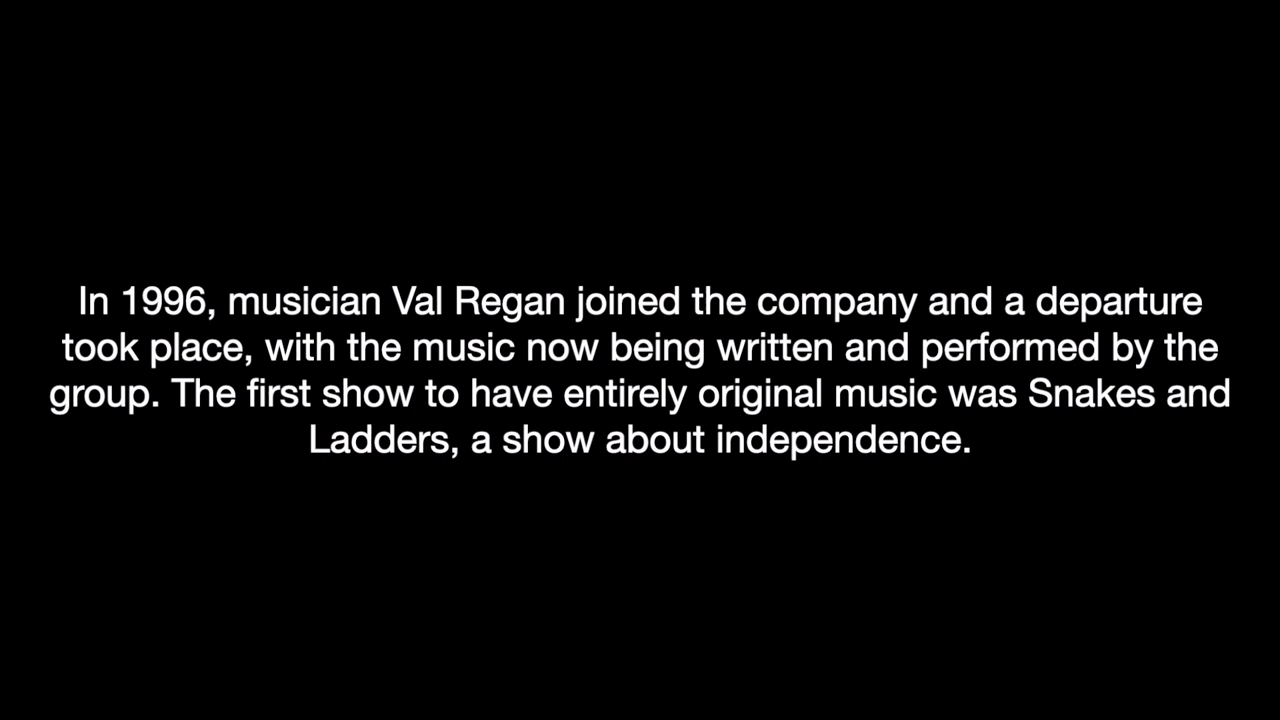 In 1996, musician Val Regan joined the company and a departure
took place, with the music now being written and performed by the
group. The first show to have entirely original music was Snakes and
Ladders, a show about independence.